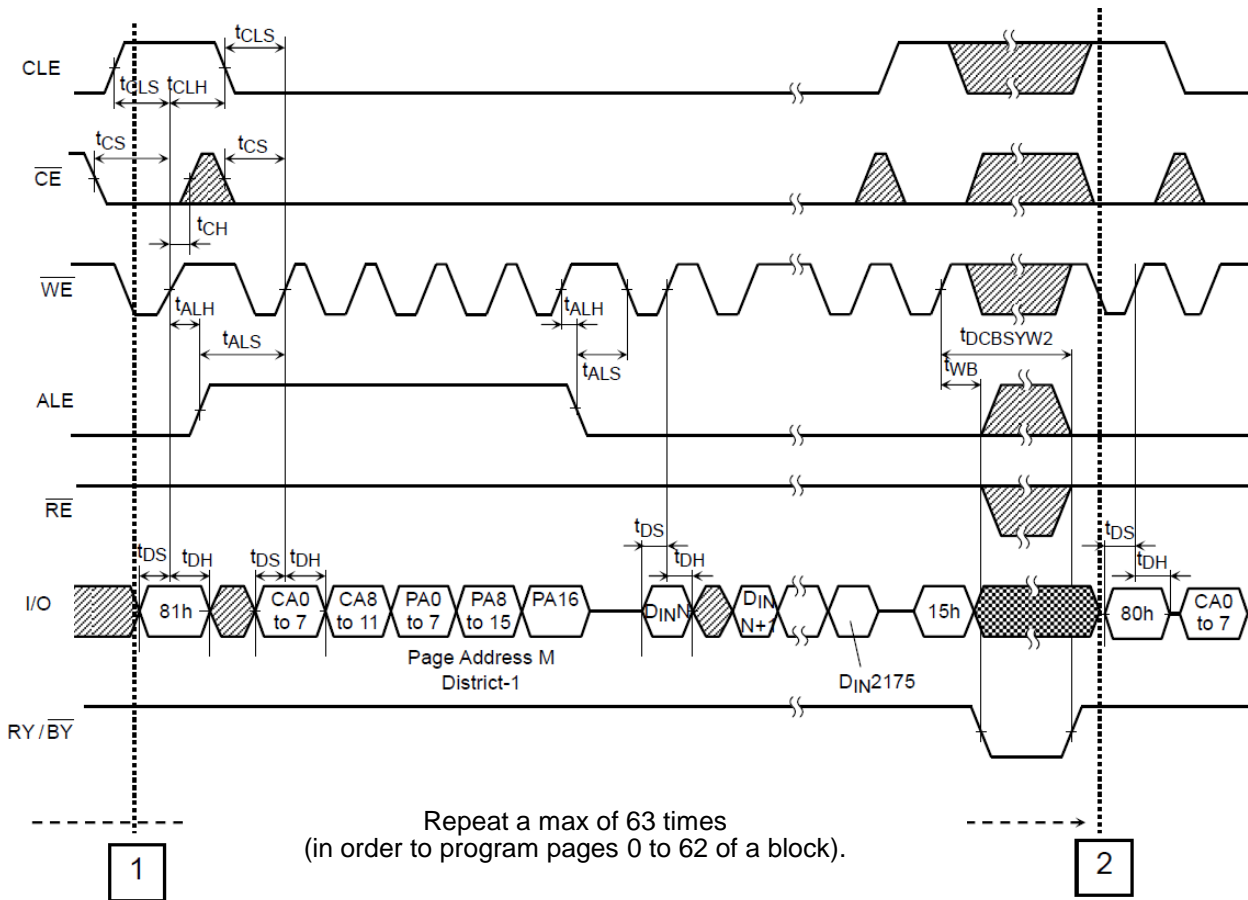 tCLS
CLE
tCLS tCLH
tCS tCS
CE
tCH
WE
tALH tALH
tDCBSYW2
tALS tALS
tWB
ALE
RE
tDS tDH tDS tDH tDS tDH tDS tDH
I/O 81h CA0 to 7 CA8 to 11 PA0 to 7 PA8 to 15 PA16 DINN DIN N+1 15h 80h CA0 to 7
Page Address M
District-1
DIN2175
RY/BY
Repeat a max of 63 times
(in order to program pages 0 to 62 of a block).
1 2